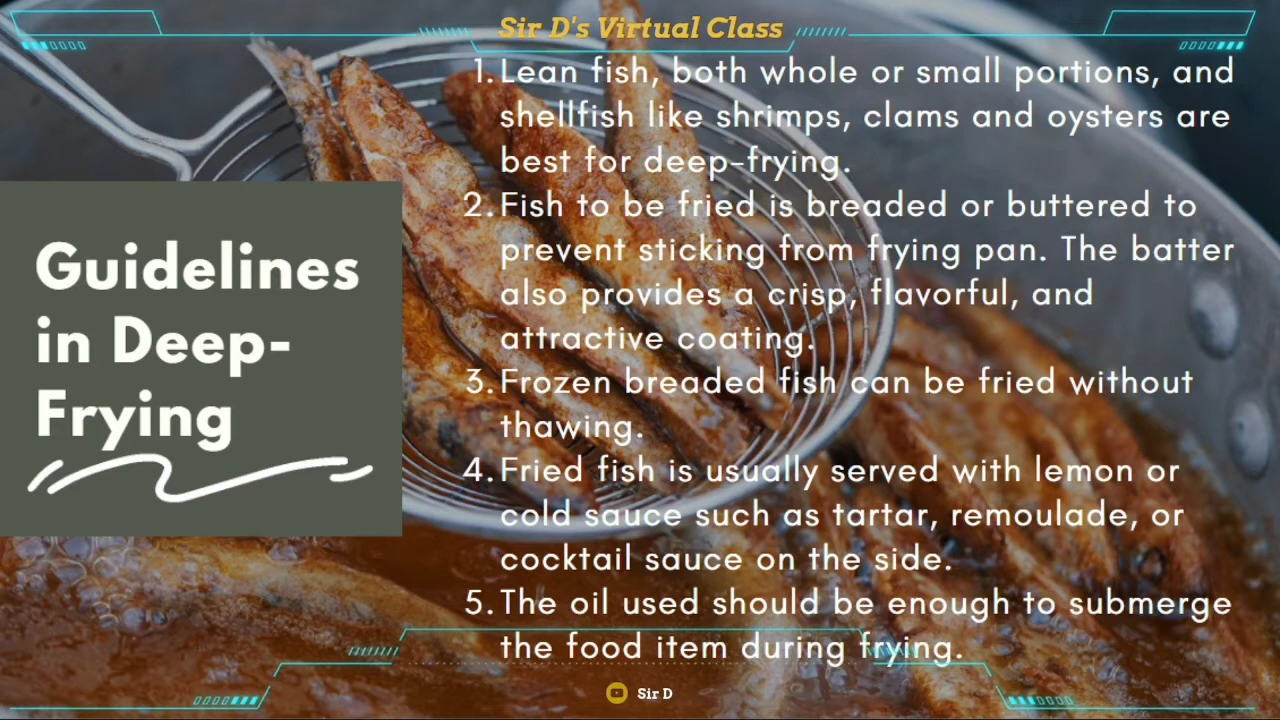 Sir D's Virtual Class
Guidelines
in Deep-
Frying
1. Lean fish, both whole or small portions, and
shellfish like shrimps, clams and oysters are
best for deep-frying.
2. Fish to be fried is breaded or buttered to
prevent sticking from frying pan. The batter
also provides a crisp, flavorful, and
attractive coating.
3. Frozen breaded fish can be fried without
thawing.
4. Fried fish is usually served with lemon or
cold sauce such as tartar, remoulade, or
cocktail sauce on the side.
5. The oil used should be enough to submerge
the food item during frying.
Sir D